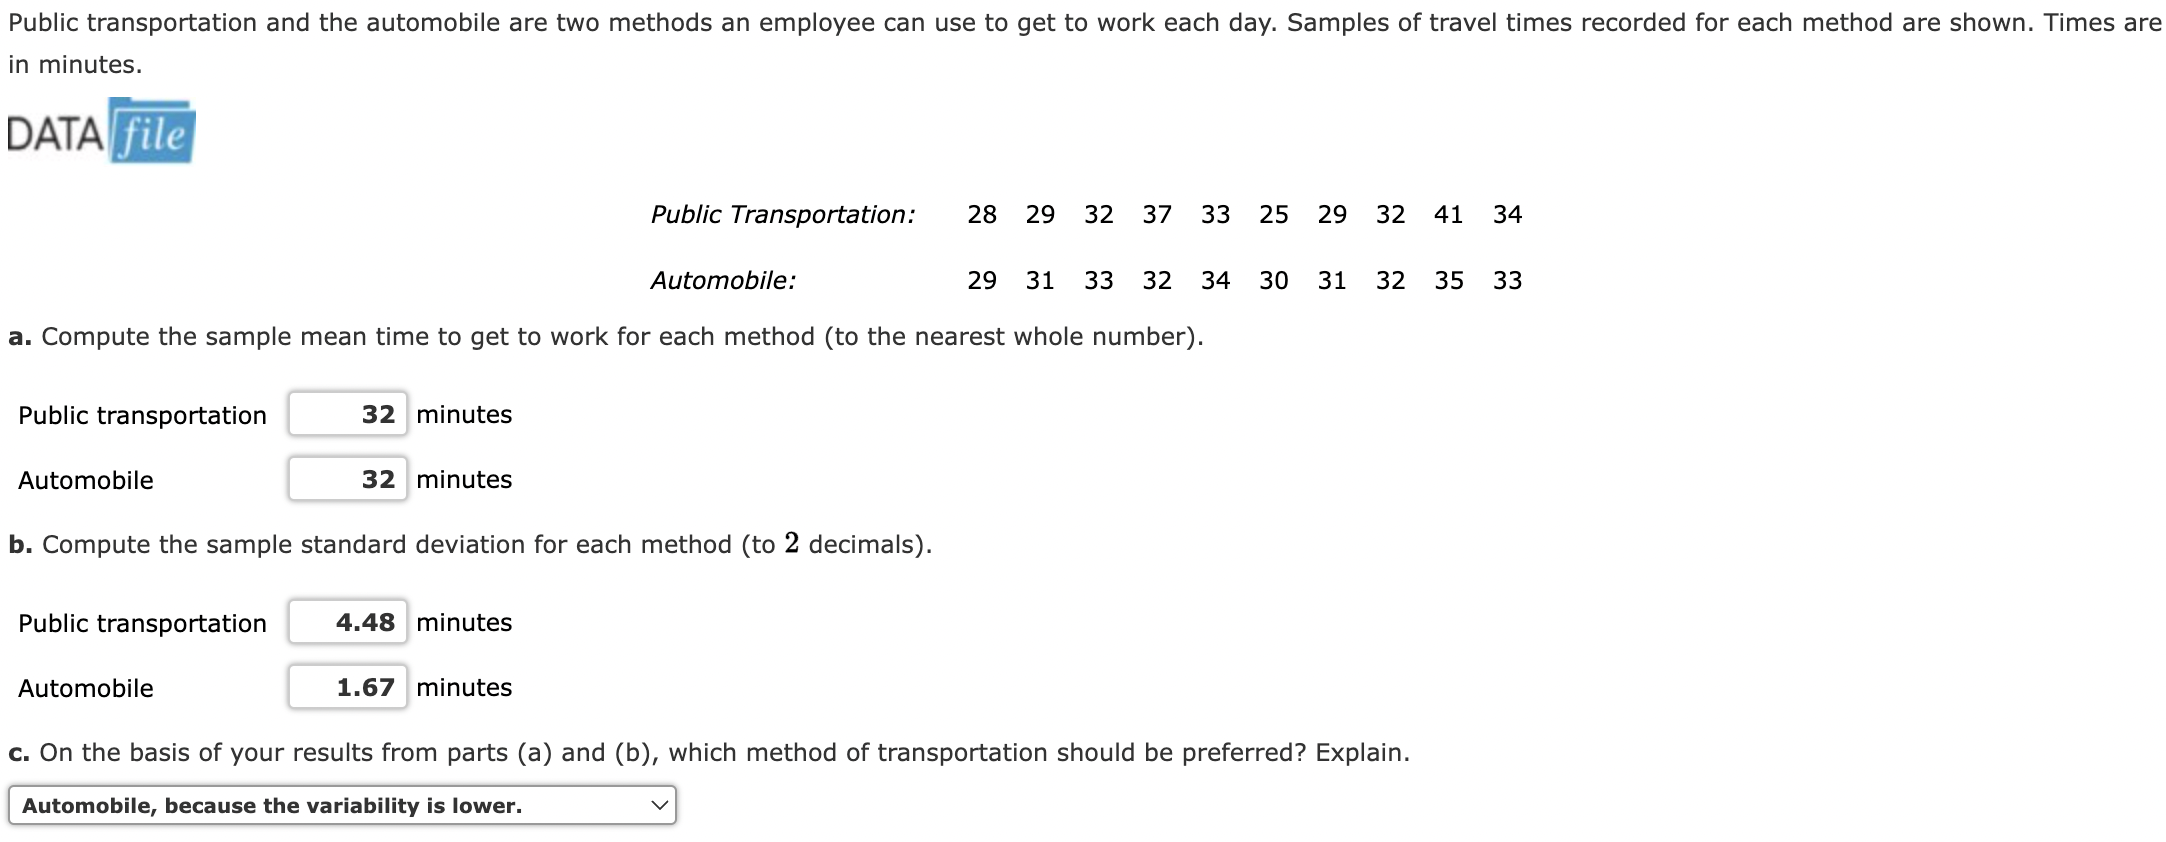 Public transportation and the automobile are two methods an employee can use to get to work each day. Samples of travel times recorded for each method are shown. Times are
in minutes.
DATA file
Public Transportation: 28 29 32 37 33 25 29 32 41 34
Automobile: 29 31 33 32 34 30 31 32 35 33
a. Compute the sample mean time to get to work for each method (to the nearest whole number).
Public transportation 32 minutes
Automobile 32 minutes
b. Compute the sample standard deviation for each method (to 2 decimals).
Public transportation 4.48 minutes
Automobile 1.67 minutes
c. On the basis of your results from parts (a) and (b), which method of transportation should be preferred? Explain.
Automobile, because the variability is lower.